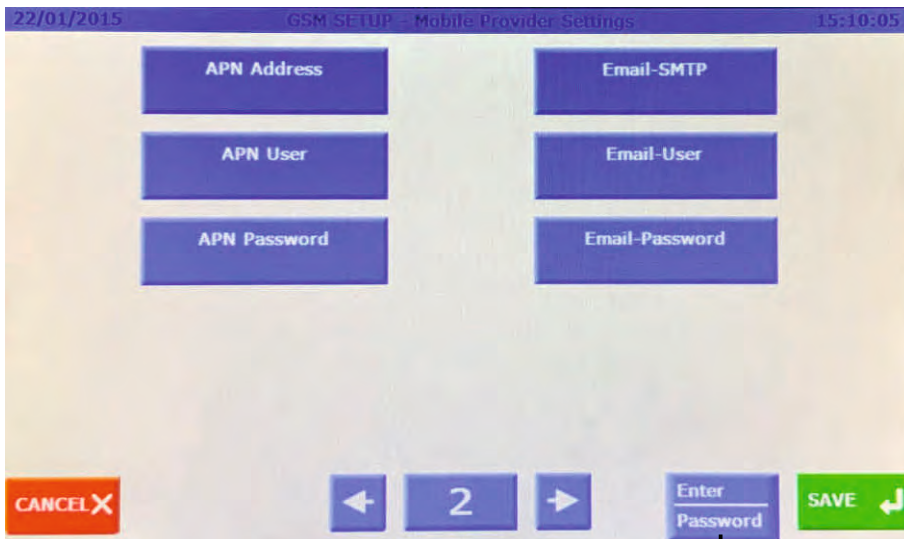 22/01/2015 GSM SETUP - Mobile Provider Settings 15:10:05
APN Address
Email-SMTP
APN User
Email-User
APN Password
Email-Password
CANCEL X
2
Enter
Password
SAVE